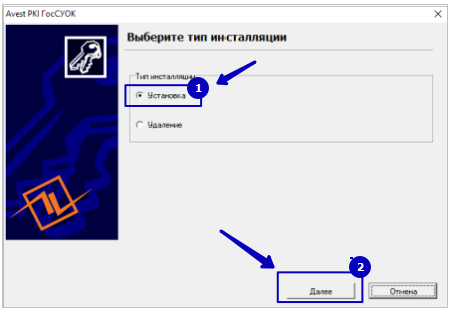 Avest PKI ГосСУОК
Выберите тип инсталляции
Тип инсталляции
1
Установка
Удаление
2
Далее
Отмена